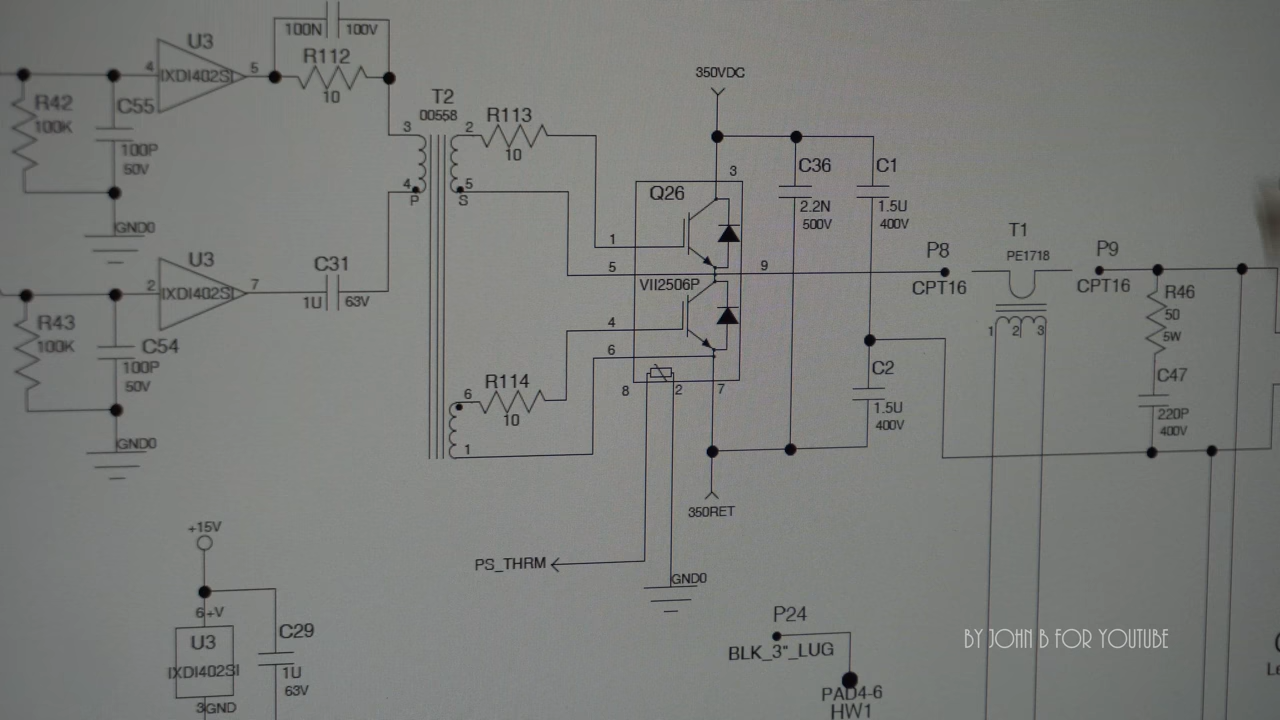 100N 100V
U3
R112
4 IXDI402SI 5
10
R42
100K
C55
100P
50V
GND0
T2
00558
3 2
R113
10
4 5
P S
U3
2 IXDI402SI 7
C31
1U 63V
R43
100K
C54
100P
50V
GND0
6
R114
10
1
350VDC
3
Q26
1
5
9
VII2506P
4
6
8 2 7
C36
2.2N
500V
C1
1.5U
400V
C2
1.5U
400V
350RET
PS_THRM
GND0
P8
CPT16
T1
PE1718
1 2 3
P9
CPT16
R46
50
5W
C47
220P
400V
+15V
6 +V
U3
IXDI402SI
3 GND
C29
1U
63V
P24
BLK_3"_LUG
PAD4-6
HW1
BY JOHN B FOR YOUTUBE